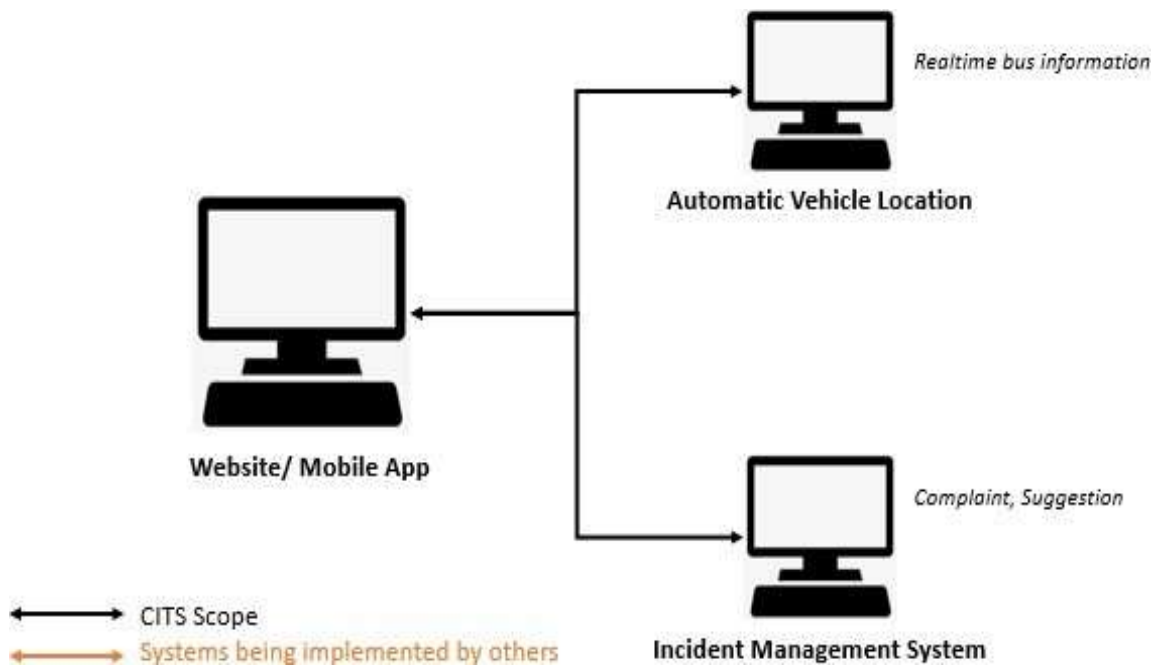 Realtime bus information
Automatic Vehicle Location
Website/ Mobile App
Complaint, Suggestion
CITS Scope
Systems being implemented by others
Incident Management System